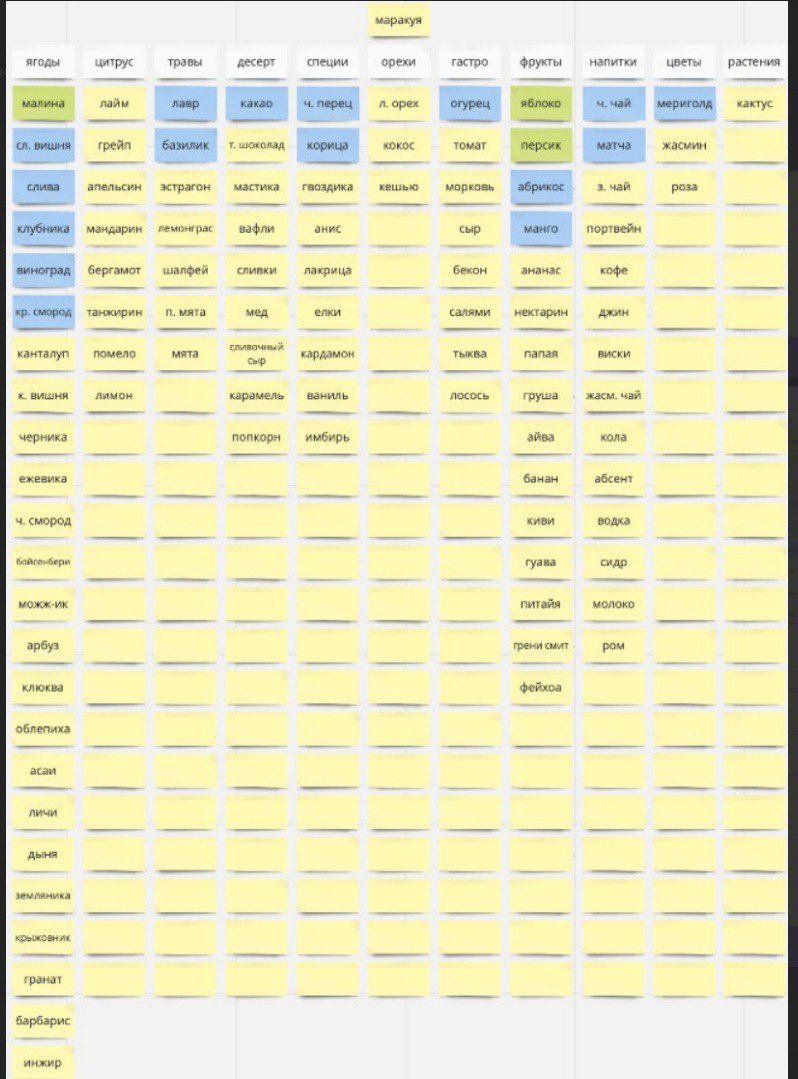 маракуя
ягоды цитрус травы десерт специи орехи гастро фрукты напитки цветы растения
малина лайм лавр какао ч. перец л. орех огурец яблоко ч. чай мериголд кактус
сл. вишня грейп базилик т. шоколад корица кокос томат персик матча жасмин
слива апельсин эстрагон мастика гвоздика кешью морковь абрикос з. чай роза
клубника мандарин лемонграс вафли анис сыр манго портвейн
виноград бергамот шалфей сливки лакрица бекон ананас кофе
кр. смород танжирин п. мята мед елки салями нектарин джин
канталуп помело мята сливочный сыр кардамон тыква папая виски
к. вишня лимон карамель ваниль лосось груша жасм. чай
черника попкорн имбирь айва кола
ежевика банан абсент
ч. смород киви водка
бойсенбери гуава сидр
можж-ик питайя молоко
арбуз грени смит ром
клюква фейхоа
облепиха
асаи
личи
дыня
земляника
крыжовник
гранат
барбарис
инжир